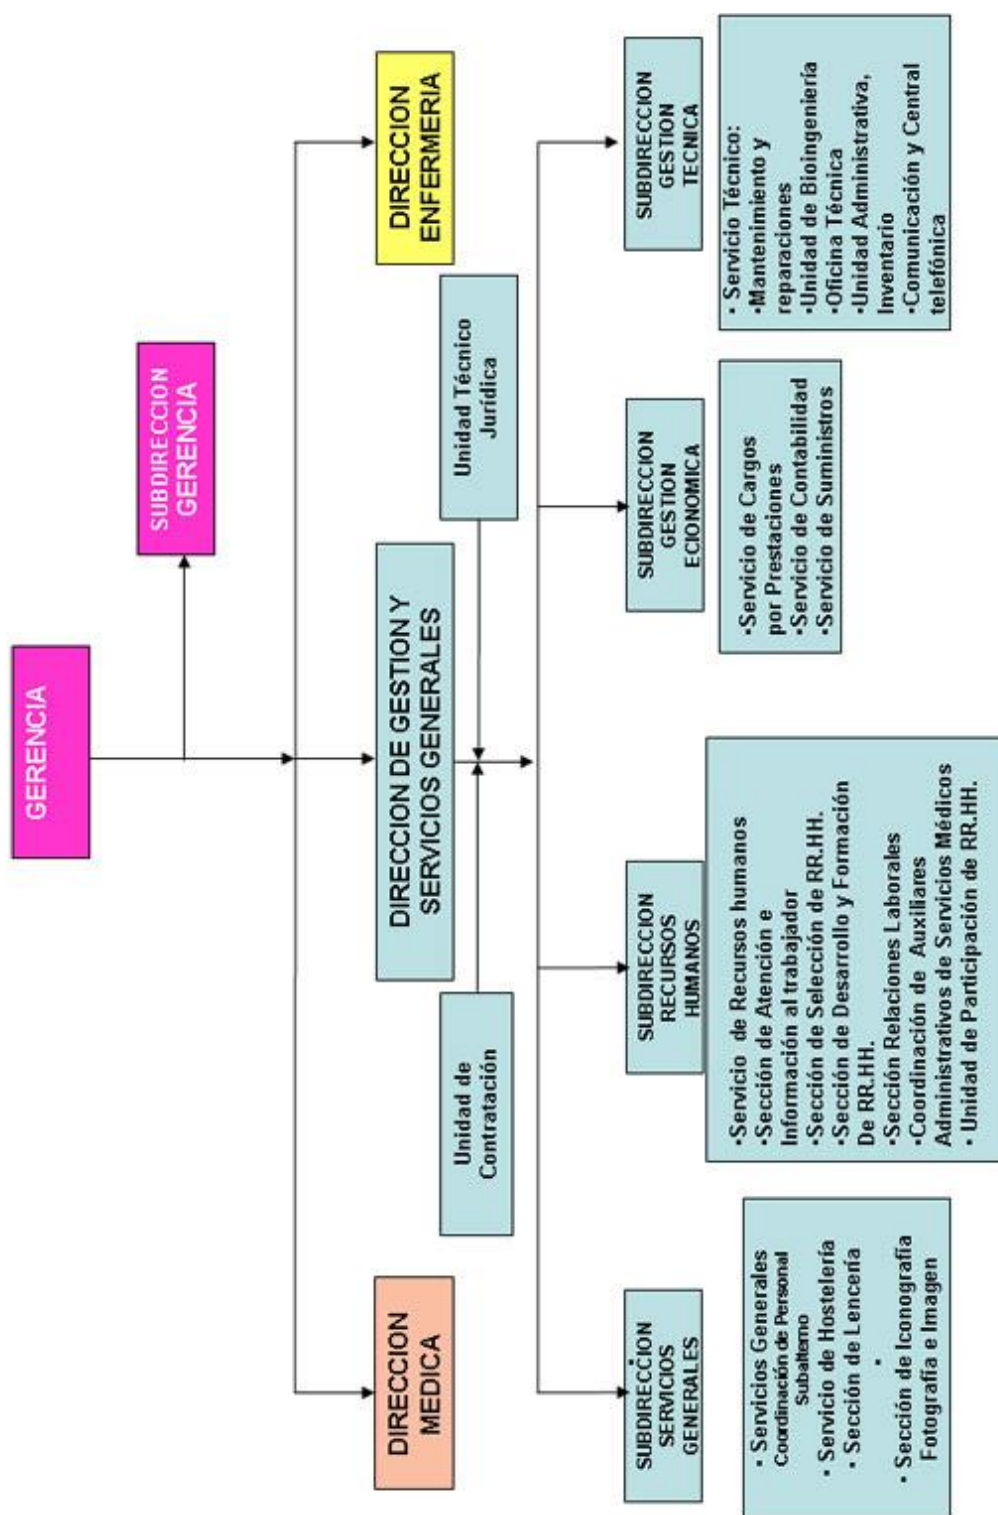 GERENCIA
SUBDIRECCION
GERENCIA
DIRECCION
MEDICA
DIRECCION DE GESTION Y
SERVICIOS GENERALES
DIRECCION
ENFERMERIA
Unidad de
Contratación
Unidad Técnico
Jurídica
SUBDIRECCION
SERVICIOS
GENERALES
SUBDIRECCION
RECURSOS
HUMANOS
SUBDIRECCION
GESTION
ECIONOMICA
SUBDIRECCION
GESTION
TECNICA
• Servicios Generales
Coordinación de Personal
Subalterno
• Servicio de Hostelería
• Sección de Lencería
•
• Sección de Iconografía
Fotografía e Imagen
•Servicio de Recursos humanos
•Sección de Atención e
Información al trabajador
•Sección de Selección de RR.HH.
•Sección de Desarrollo y Formación
De RR.HH.
•Sección Relaciones Laborales
•Coordinación de Auxiliares
Administrativos de Servicios Médicos
• Unidad de Participación de RR.HH.
•Servicio de Cargos
por Prestaciones
•Servicio de Contabilidad
•Servicio de Suministros
• Servicio Técnico:
•Mantenimiento y
reparaciones
•Unidad de Bioingeniería
•Oficina Técnica
•Unidad Administrativa,
Inventario
•Comunicación y Central
telefónica